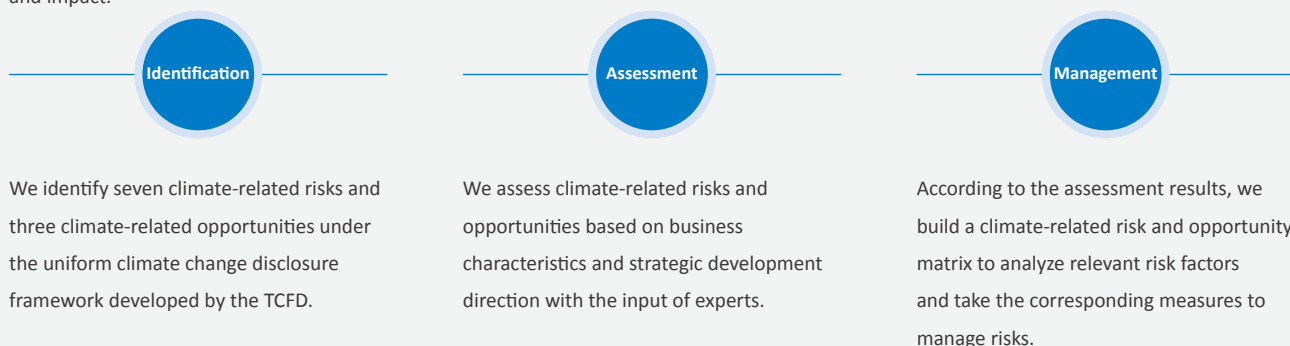 and impact.
Identification
Assessment
Management
We identify seven climate-related risks and
three climate-related opportunities under
the uniform climate change disclosure
framework developed by the TCFD.
We assess climate-related risks and
opportunities based on business
characteristics and strategic development
direction with the input of experts.
According to the assessment results, we
build a climate-related risk and opportunity
matrix to analyze relevant risk factors
and take the corresponding measures to
manage risks.